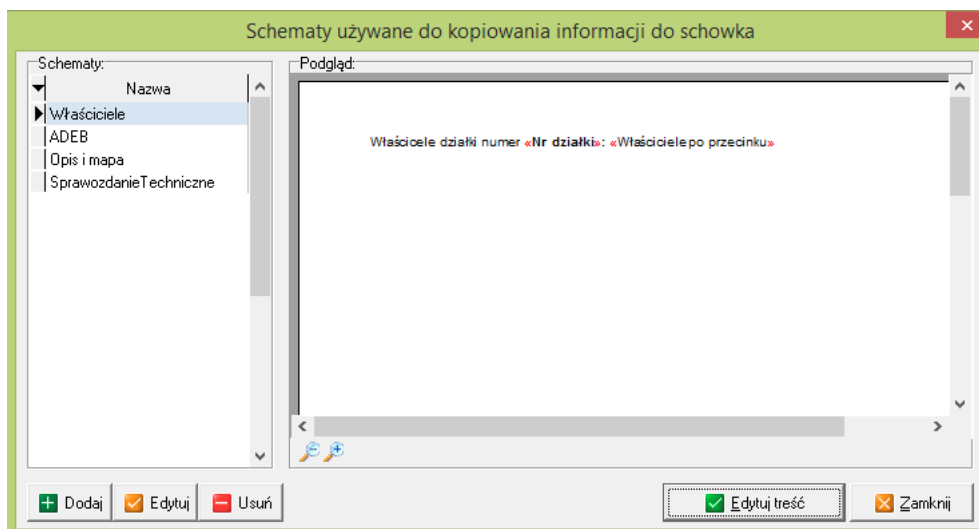 Schematy używane do kopiowania informacji do schowka
Schematy:
Nazwa
Właściciele
ADEB
Opis i mapa
SprawozdanieTechniczne
Podgląd:
Właścicele działki numer «Nr działki»: «Właściciele po przecinku»
Dodaj Edytuj Usuń Edytuj treść Zamknij